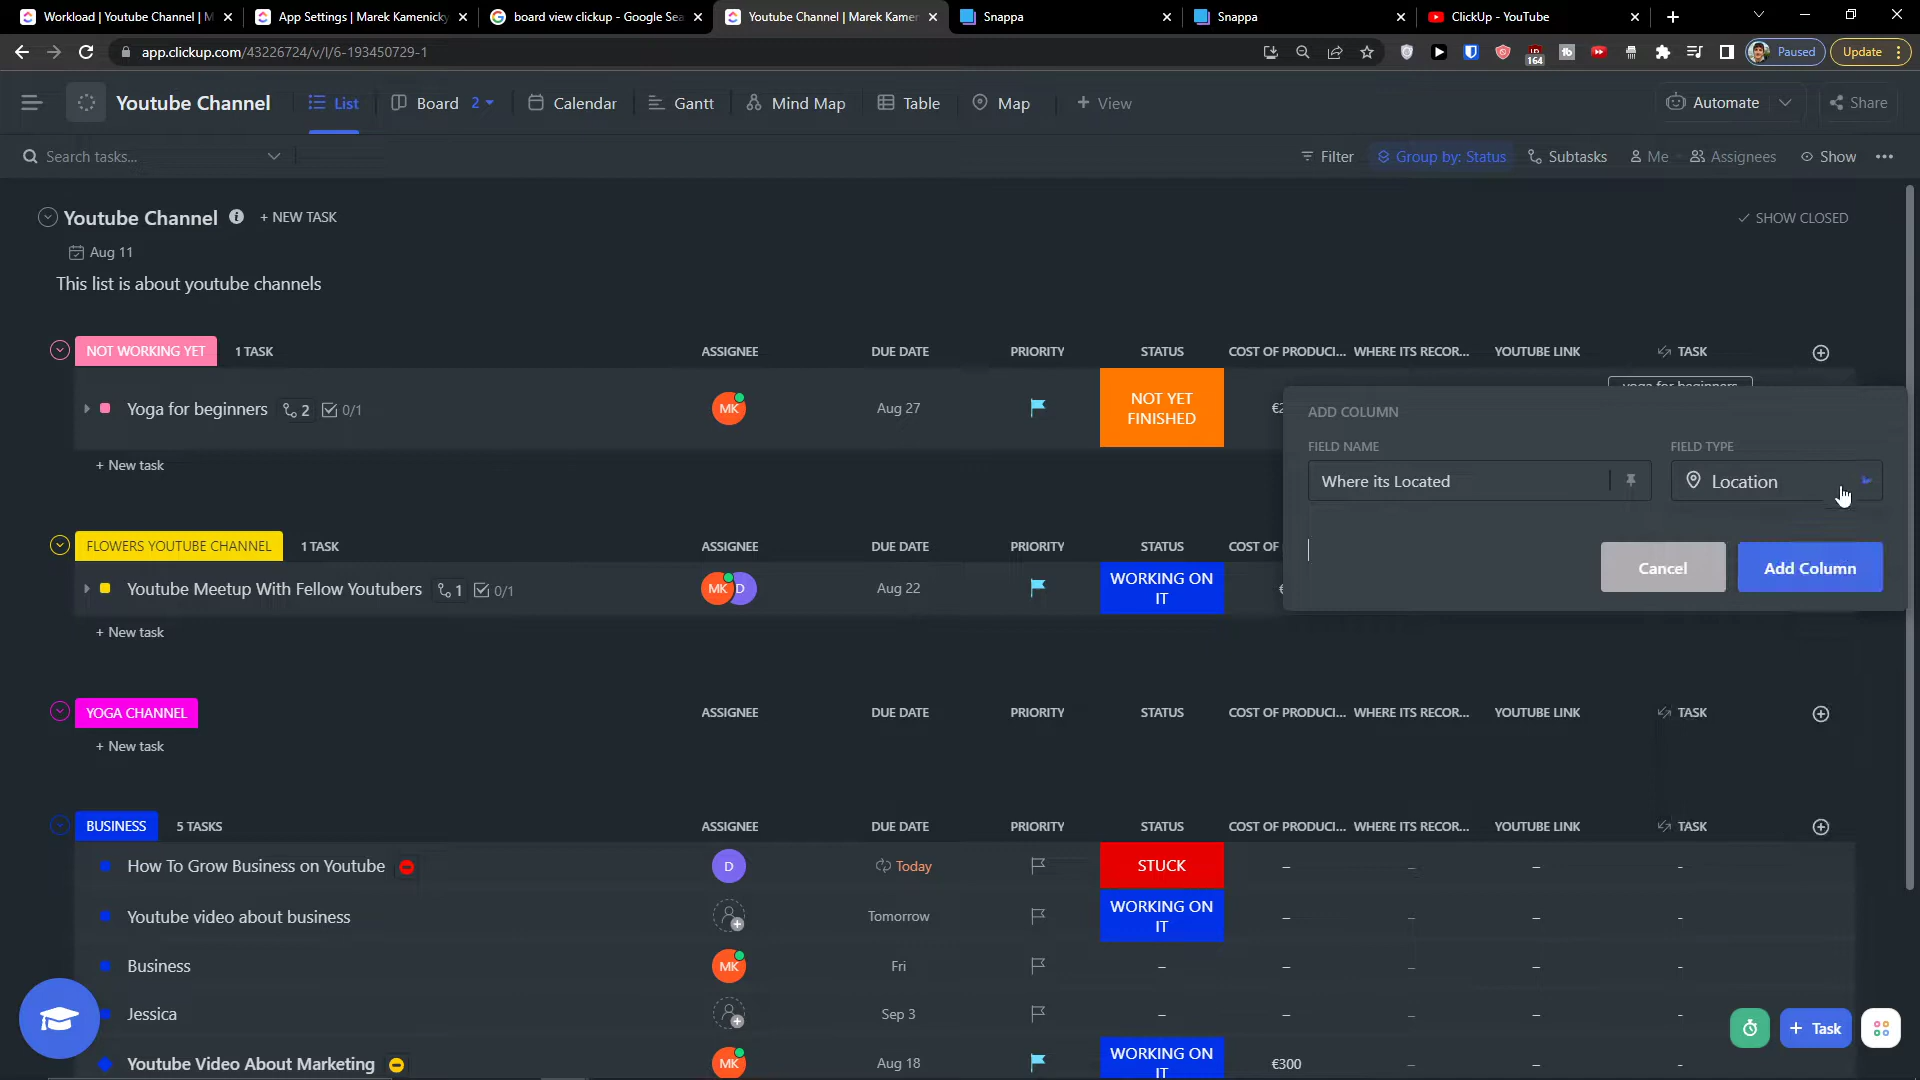 Workload | Youtube Channel | M
App Settings | Marek Kamenicky
board view clickup - Google Sea
Youtube Channel | Marek Kamen
Snappa
Snappa
ClickUp - YouTube
app.clickup.com/43226724/v/l/6-193450729-1
164
Paused
Update
Youtube Channel
List
Board 2
Calendar
Gantt
Mind Map
Table
Map
+ View
Automate
Share
Search tasks...
Filter
Group by: Status
Subtasks
Me
Assignees
Show
Youtube Channel
+ NEW TASK
SHOW CLOSED
Aug 11
This list is about youtube channels
NOT WORKING YET
1 TASK
ASSIGNEE
DUE DATE
PRIORITY
STATUS
COST OF PRODUCI...
WHERE ITS RECOR...
YOUTUBE LINK
TASK
Yoga for beginners
2
0/1
MK
Aug 27
NOT YET
FINISHED
yoga for beginners
+ New task
ADD COLUMN
FIELD NAME
FIELD TYPE
Where its Located
Location
Cancel
Add Column
FLOWERS YOUTUBE CHANNEL
1 TASK
ASSIGNEE
DUE DATE
PRIORITY
STATUS
COST OF
Youtube Meetup With Fellow Youtubers
1
0/1
MK
D
Aug 22
WORKING ON
IT
+ New task
YOGA CHANNEL
ASSIGNEE
DUE DATE
PRIORITY
STATUS
COST OF PRODUCI...
WHERE ITS RECOR...
YOUTUBE LINK
TASK
+ New task
BUSINESS
5 TASKS
ASSIGNEE
DUE DATE
PRIORITY
STATUS
COST OF PRODUCI...
WHERE ITS RECOR...
YOUTUBE LINK
TASK
How To Grow Business on Youtube
D
Today
STUCK
–
–
–
-
Youtube video about business
Tomorrow
WORKING ON
IT
–
–
–
-
Business
MK
Fri
–
–
–
–
-
Jessica
Sep 3
–
–
–
–
-
Youtube Video About Marketing
MK
Aug 18
WORKING ON
IT
€300
–
–
-
+ Task